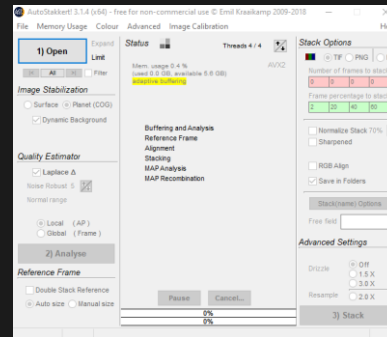 AutoStakkert! 3.1.4 (x64) - free for non-commercial use © Emil Kraaikamp 2009-2018
File Memory Usage Colour Advanced Image Calibration
1) Open
Expand
Limit
All
Filter
Image Stabilization
Surface Planet (COG)
Dynamic Background
Quality Estimator
Laplace Δ
Noise Robust 5
Normal range
Local (AP)
Global (Frame)
2) Analyse
Reference Frame
Double Stack Reference
Auto size Manual size
Status
Threads 4 / 4
Mem. usage 0.4 %
(used 0.0 GB, available 5.6 GB)
adaptive buffering
AVX2
Buffering and Analysis
Reference Frame
Alignment
Stacking
MAP Analysis
MAP Recombination
Pause Cancel...
0%
0%
Stack Options
TIF PNG
Number of frames to stack
0 0 0 0
Frame percentage to stack
2 20 40 60
Normalize Stack 70%
Sharpened
RGB Align
Save in Folders
Stack(name) Options
Free field
Advanced Settings
Drizzle
Off
1.5 X
3.0 X
Resample
2.0 X
3) Stack